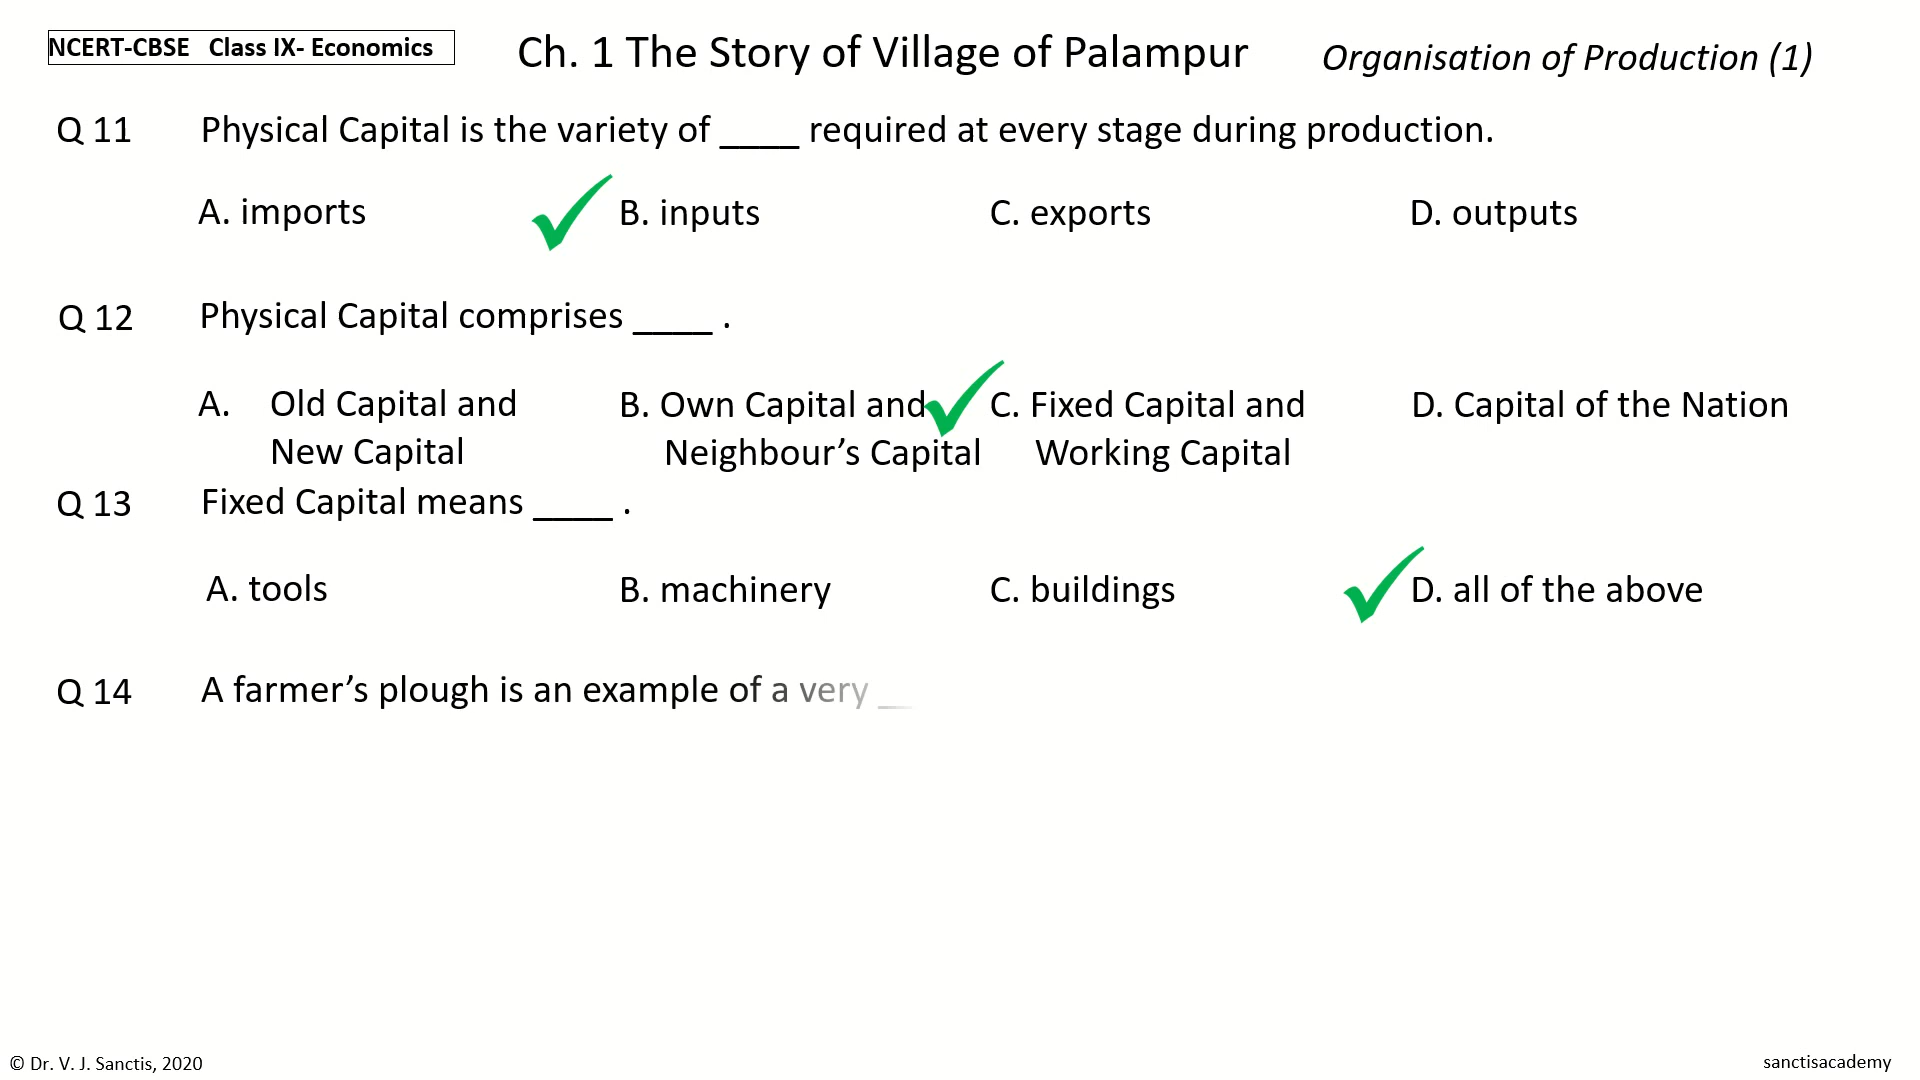 NCERT-CBSE Class IX- Economics
Ch. 1 The Story of Village of Palampur
Organisation of Production (1)
Q 11 Physical Capital is the variety of ____ required at every stage during production.
A. imports B. inputs C. exports D. outputs
Q 12 Physical Capital comprises ____ .
A. Old Capital and B. Own Capital and C. Fixed Capital and D. Capital of the Nation
New Capital Neighbour’s Capital Working Capital
Q 13 Fixed Capital means ____ .
A. tools B. machinery C. buildings D. all of the above
Q 14 A farmer’s plough is an example of a very __
© Dr. V. J. Sanctis, 2020
sanctisacademy